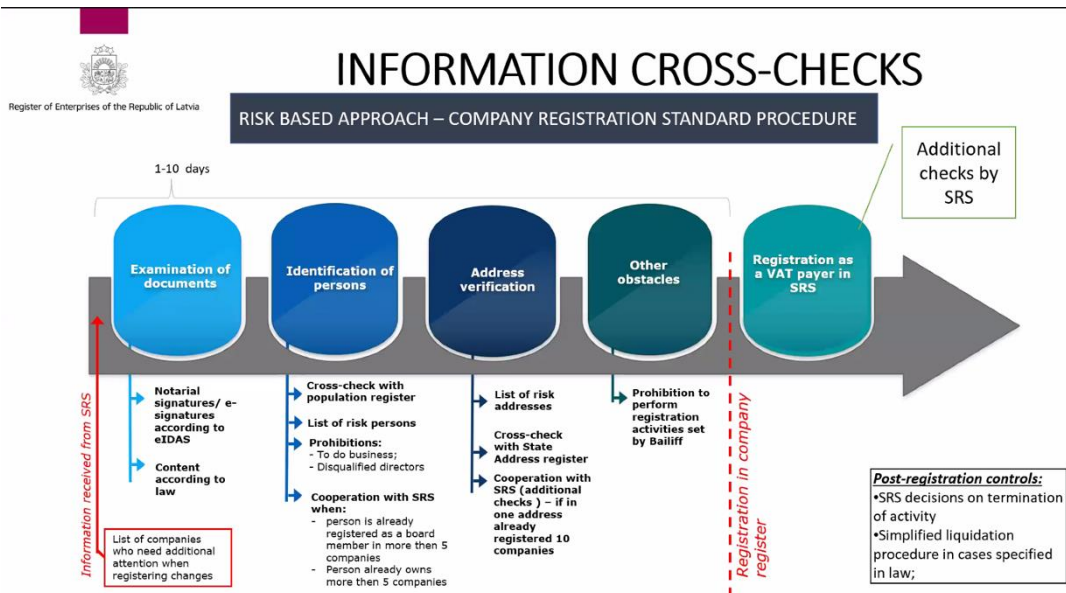 Register of Enterprises of the Republic of Latvia
INFORMATION CROSS-CHECKS
RISK BASED APPROACH – COMPANY REGISTRATION STANDARD PROCEDURE
Additional
checks by
SRS
1-10 days
Examination of
documents
Identification of
persons
Address
verification
Other
obstacles
Registration as
a VAT payer in
SRS
Information received from SRS
Notarial
signatures/ e-
signatures
according to
eIDAS
Content
according to
law
List of companies
who need additional
attention when
registering changes
Cross-check with
population register
List of risk persons
Prohibitions:
- To do business;
- Disqualified directors
Cooperation with SRS
when:
- person is already
registered as a board
member in more then 5
companies
- Person already owns
more then 5 companies
List of risk
addresses
Cross-check
with State
Address register
Cooperation with
SRS (additional
checks ) – if in
one address
already
registered 10
companies
Prohibition to
perform
registration
activities set
by Bailiff
Registration in company
register
Post-registration controls:
•SRS decisions on termination
of activity
•Simplified liquidation
procedure in cases specified
in law;